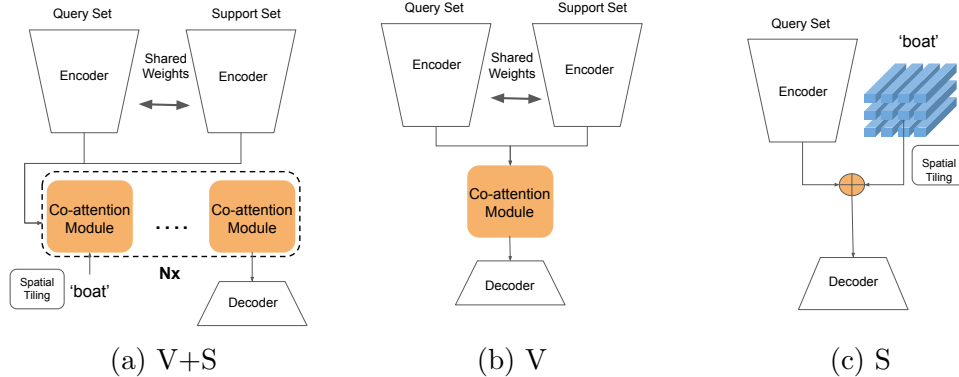 Query Set
Support Set
Encoder
Shared
Weights
Encoder
Co-attention
Module
....
Co-attention
Module
Nx
Spatial
Tiling
'boat'
Decoder
(a) V+S
Query Set
Support Set
Encoder
Shared
Weights
Encoder
Co-attention
Module
Decoder
(b) V
Query Set
'boat'
Encoder
Spatial
Tiling
Decoder
(c) S